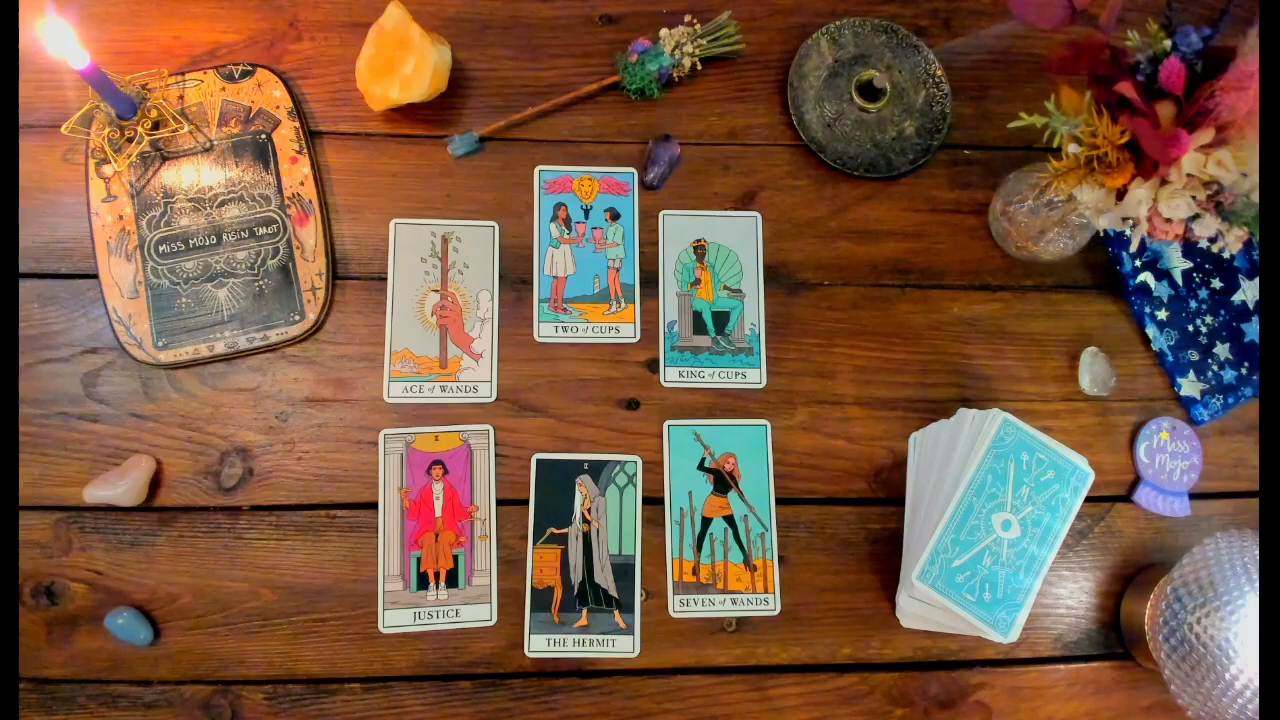 MISS MOJO RISIN TAROT
ACE of WANDS
TWO of CUPS
KING of CUPS
JUSTICE
THE HERMIT
SEVEN of WANDS
Miss
Mojo
M